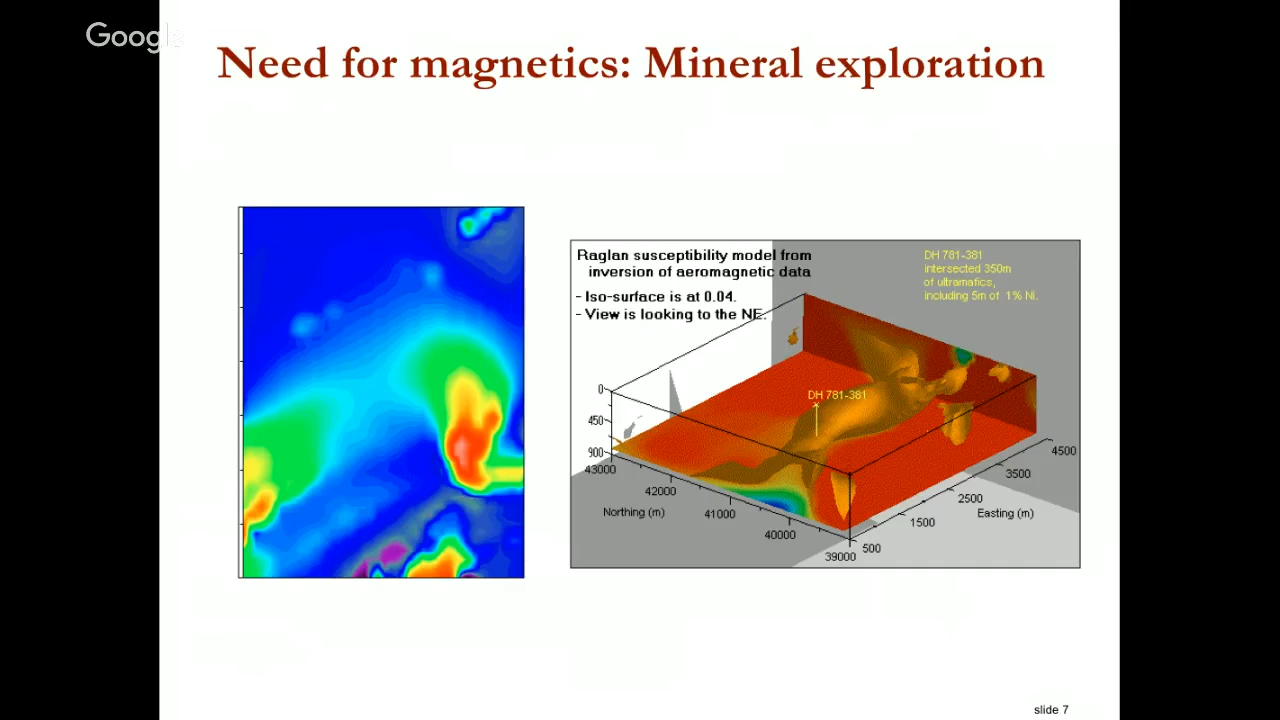 Google
Need for magnetics: Mineral exploration
Raglan susceptibility model from
inversion of aeromagnetic data
- Iso-surface is at 0.04.
- View is looking to the NE.
DH 781-381
intersected 350m
of ultramafics,
including 5m of 1% Ni.
DH 781-381
0
450
900
43000
42000
41000
40000
39000
Northing (m)
500
1500
2500
3500
4500
Easting (m)
slide 7